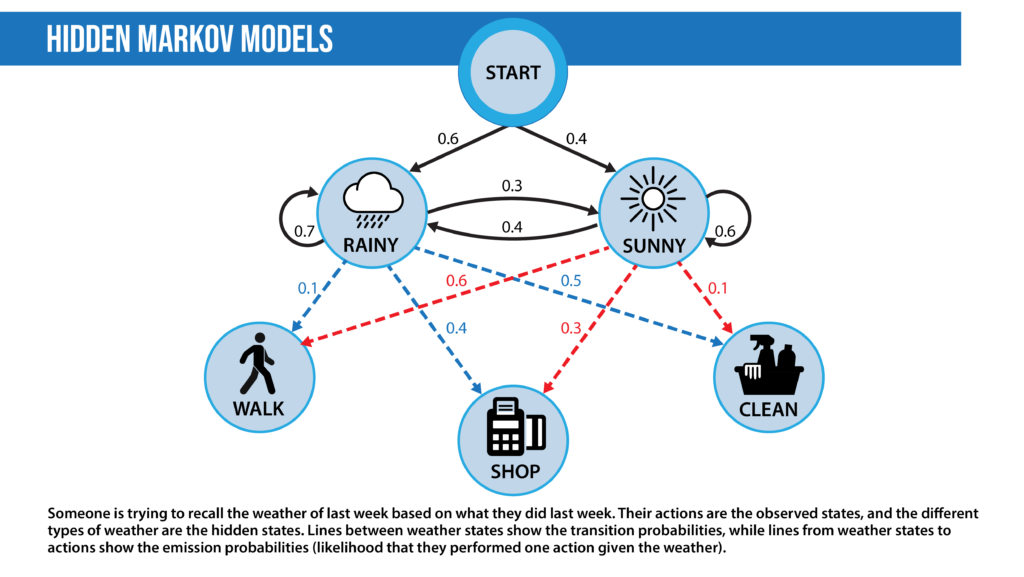 HIDDEN MARKOV MODELS
START
0.6
0.4
0.3
0.7
RAINY
0.4
SUNNY
0.6
0.1
0.6
0.5
0.1
0.4
0.3
WALK
SHOP
CLEAN
Someone is trying to recall the weather of last week based on what they did last week. Their actions are the observed states, and the different
types of weather are the hidden states. Lines between weather states show the transition probabilities, while lines from weather states to
actions show the emission probabilities (likelihood that they performed one action given the weather).